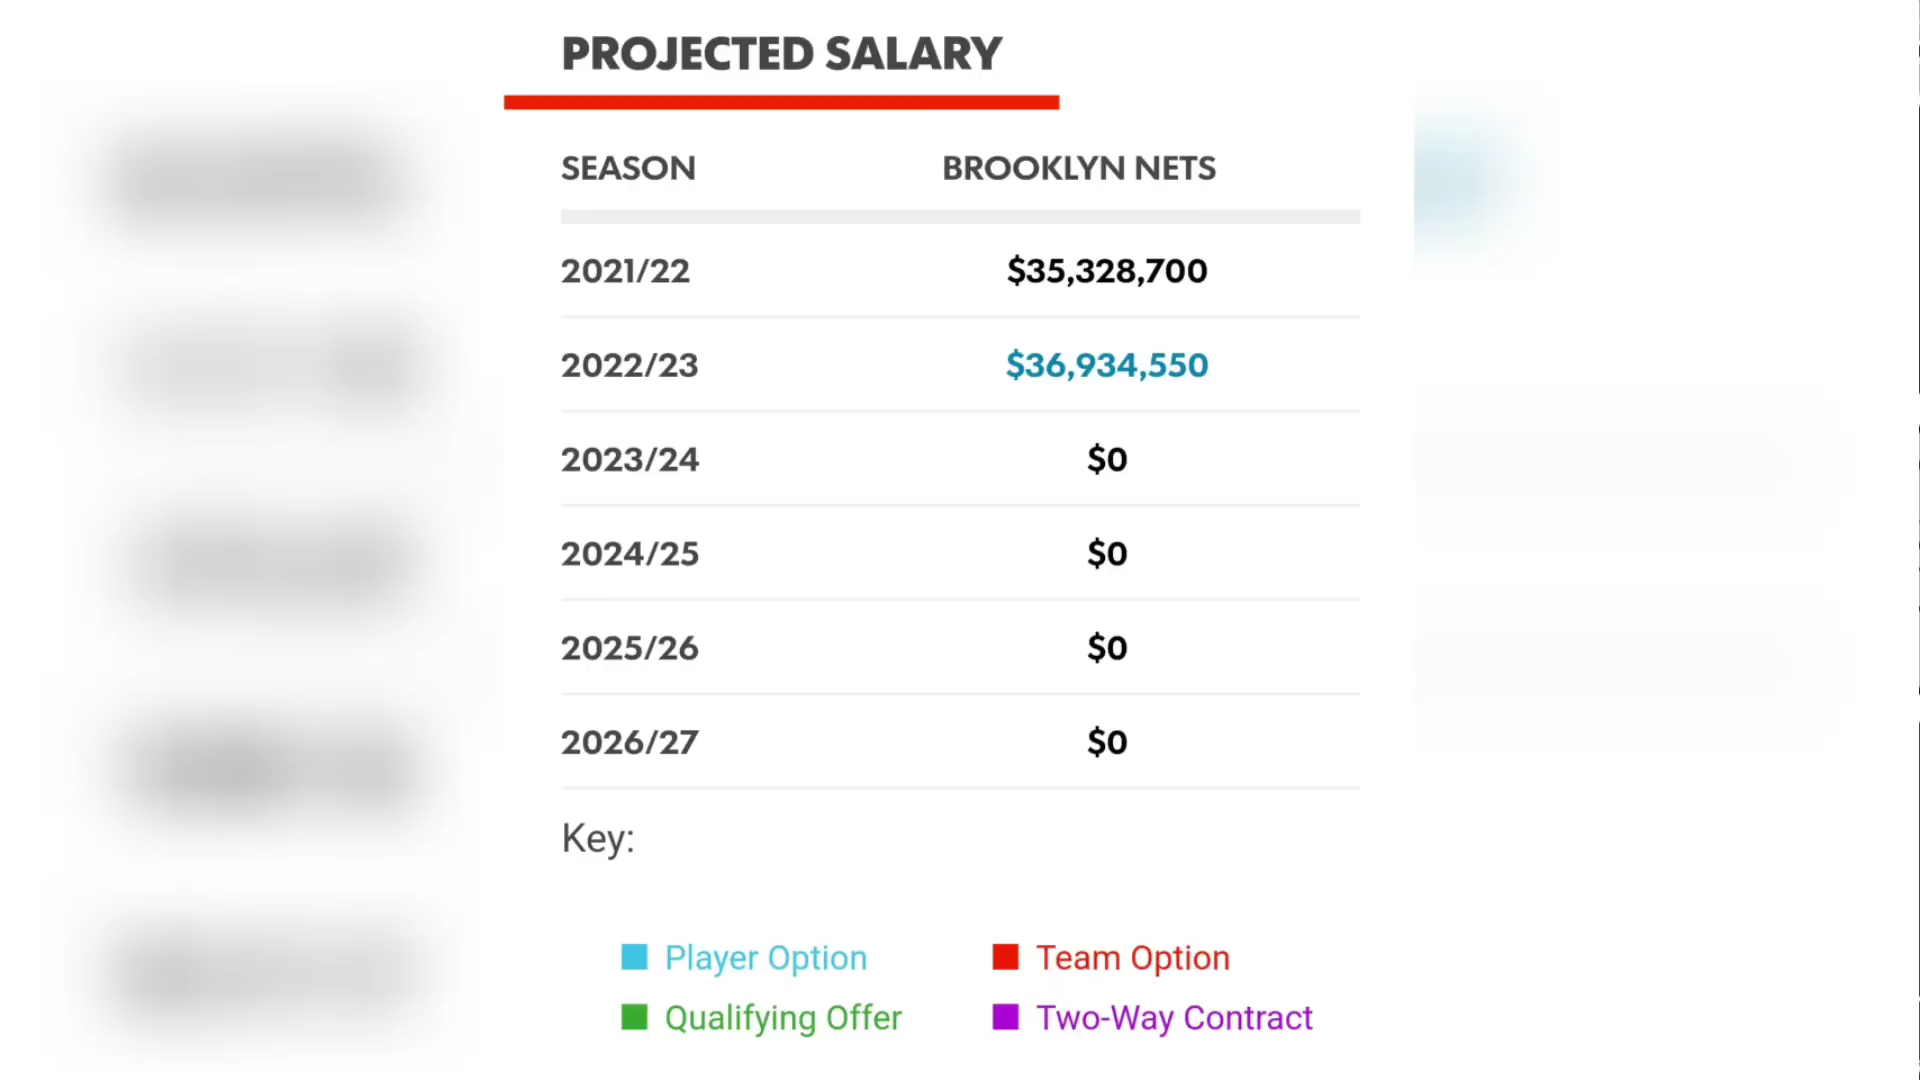 PROJECTED SALARY
SEASON BROOKLYN NETS
2021/22 $35,328,700
2022/23 $36,934,550
2023/24 $0
2024/25 $0
2025/26 $0
2026/27 $0
Key:
Player Option Team Option
Qualifying Offer Two-Way Contract